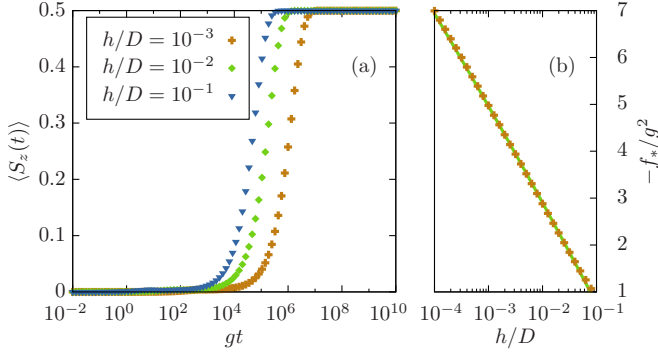 ⟨S_z(t)⟩
0.5
0.4
0.3
0.2
0.1
0
h/D = 10^{-3}
h/D = 10^{-2}
h/D = 10^{-1}
(a)
10^{-2} 10^{0} 10^{2} 10^{4} 10^{6} 10^{8} 10^{10}
gt
(b)
7
6
5
4
3
2
1
−f_*/g^2
10^{-4} 10^{-3} 10^{-2} 10^{-1}
h/D